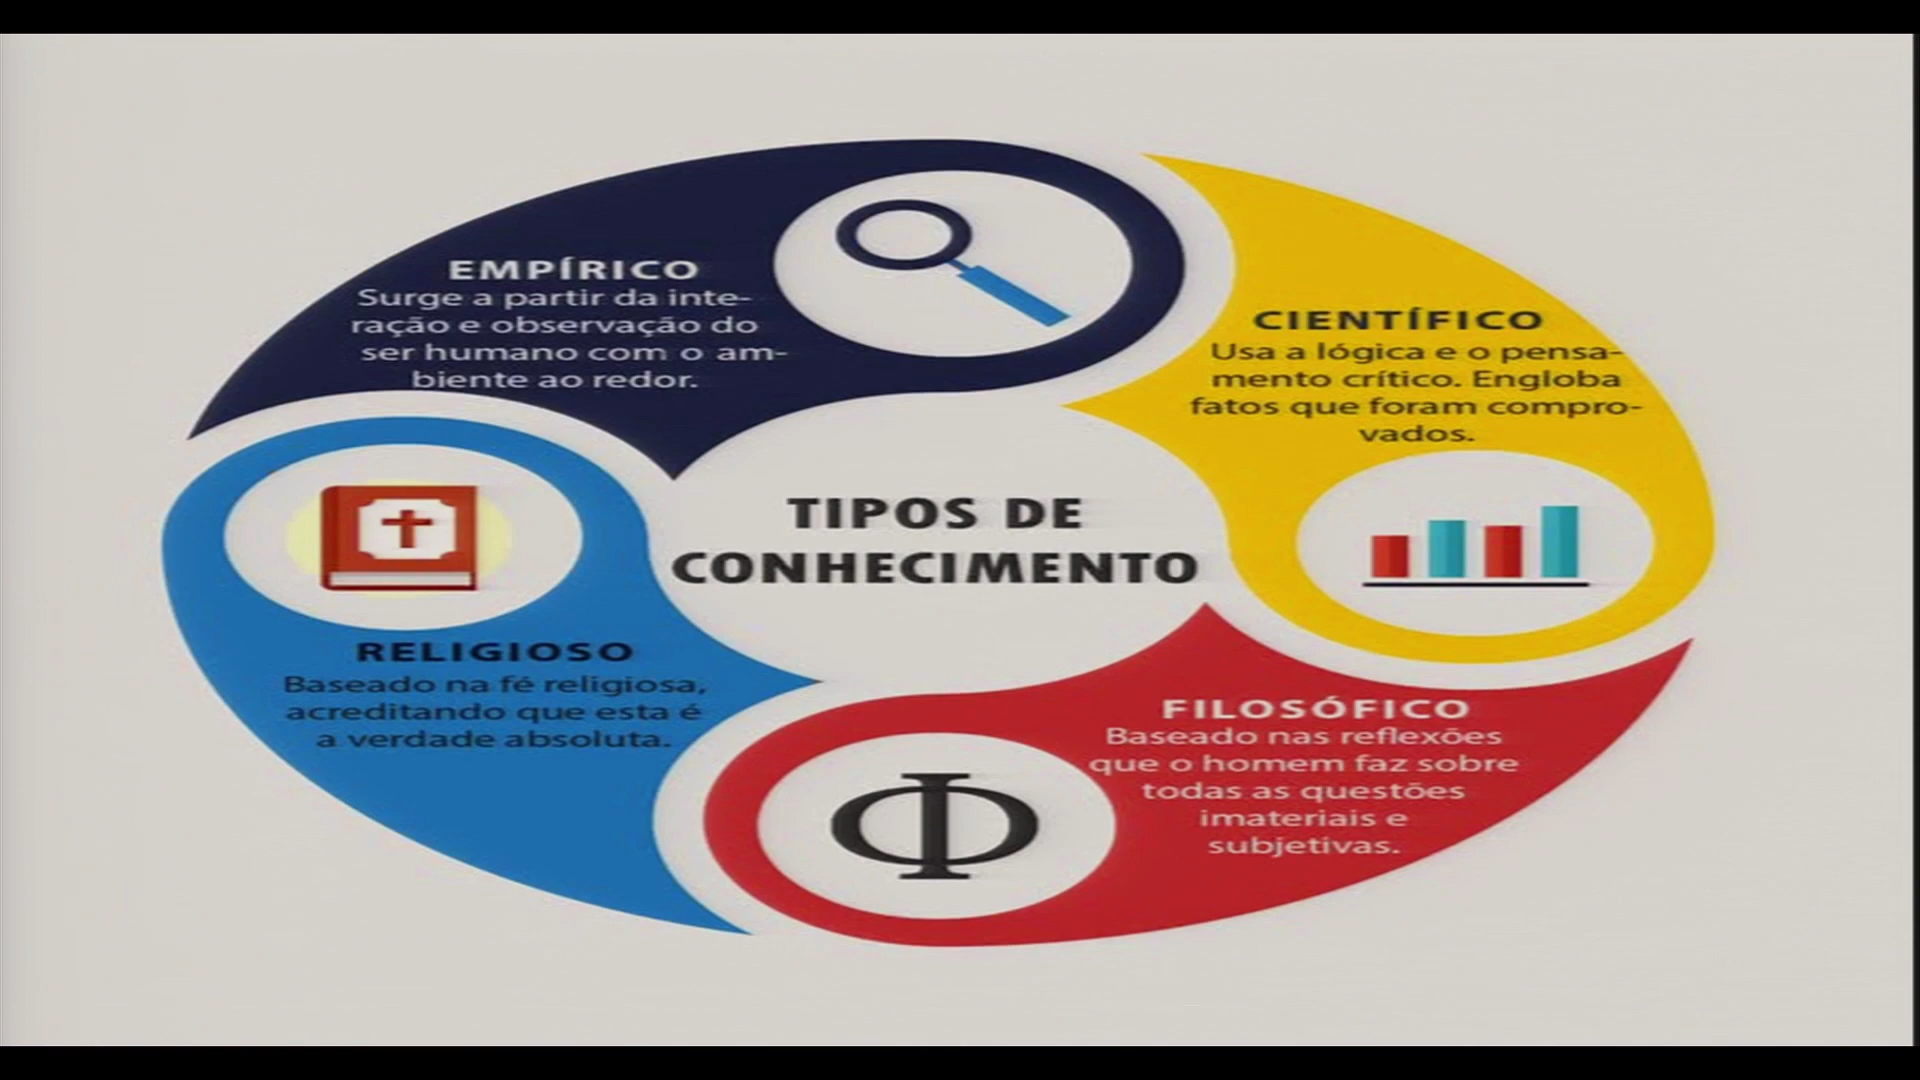 EMPÍRICO
Surge a partir da inte-
ração e observação do
ser humano com o am-
biente ao redor.
CIENTÍFICO
Usa a lógica e o pensa-
mento crítico. Engloba
fatos que foram compro-
vados.
TIPOS DE
CONHECIMENTO
RELIGIOSO
Baseado na fé religiosa,
acreditando que esta é
a verdade absoluta.
FILOSÓFICO
Baseado nas reflexões
que o homem faz sobre
todas as questões
imateriais e
subjetivas.
Φ